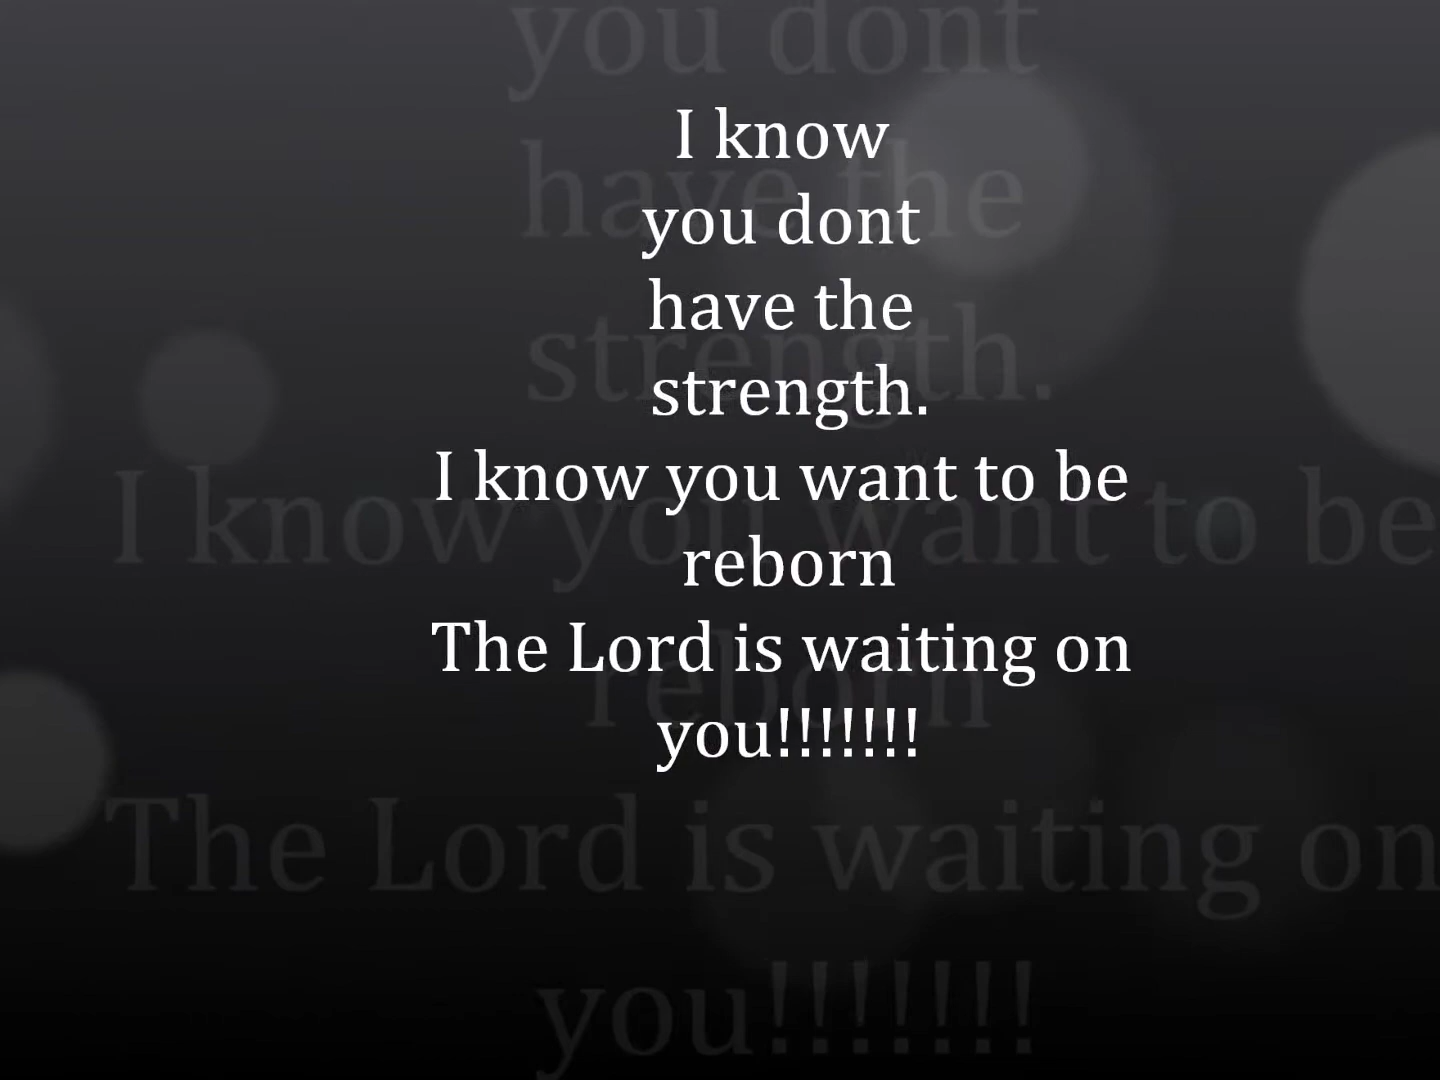 I know
you dont
have the
strength.
I know you want to be
reborn
The Lord is waiting on
you!!!!!!!